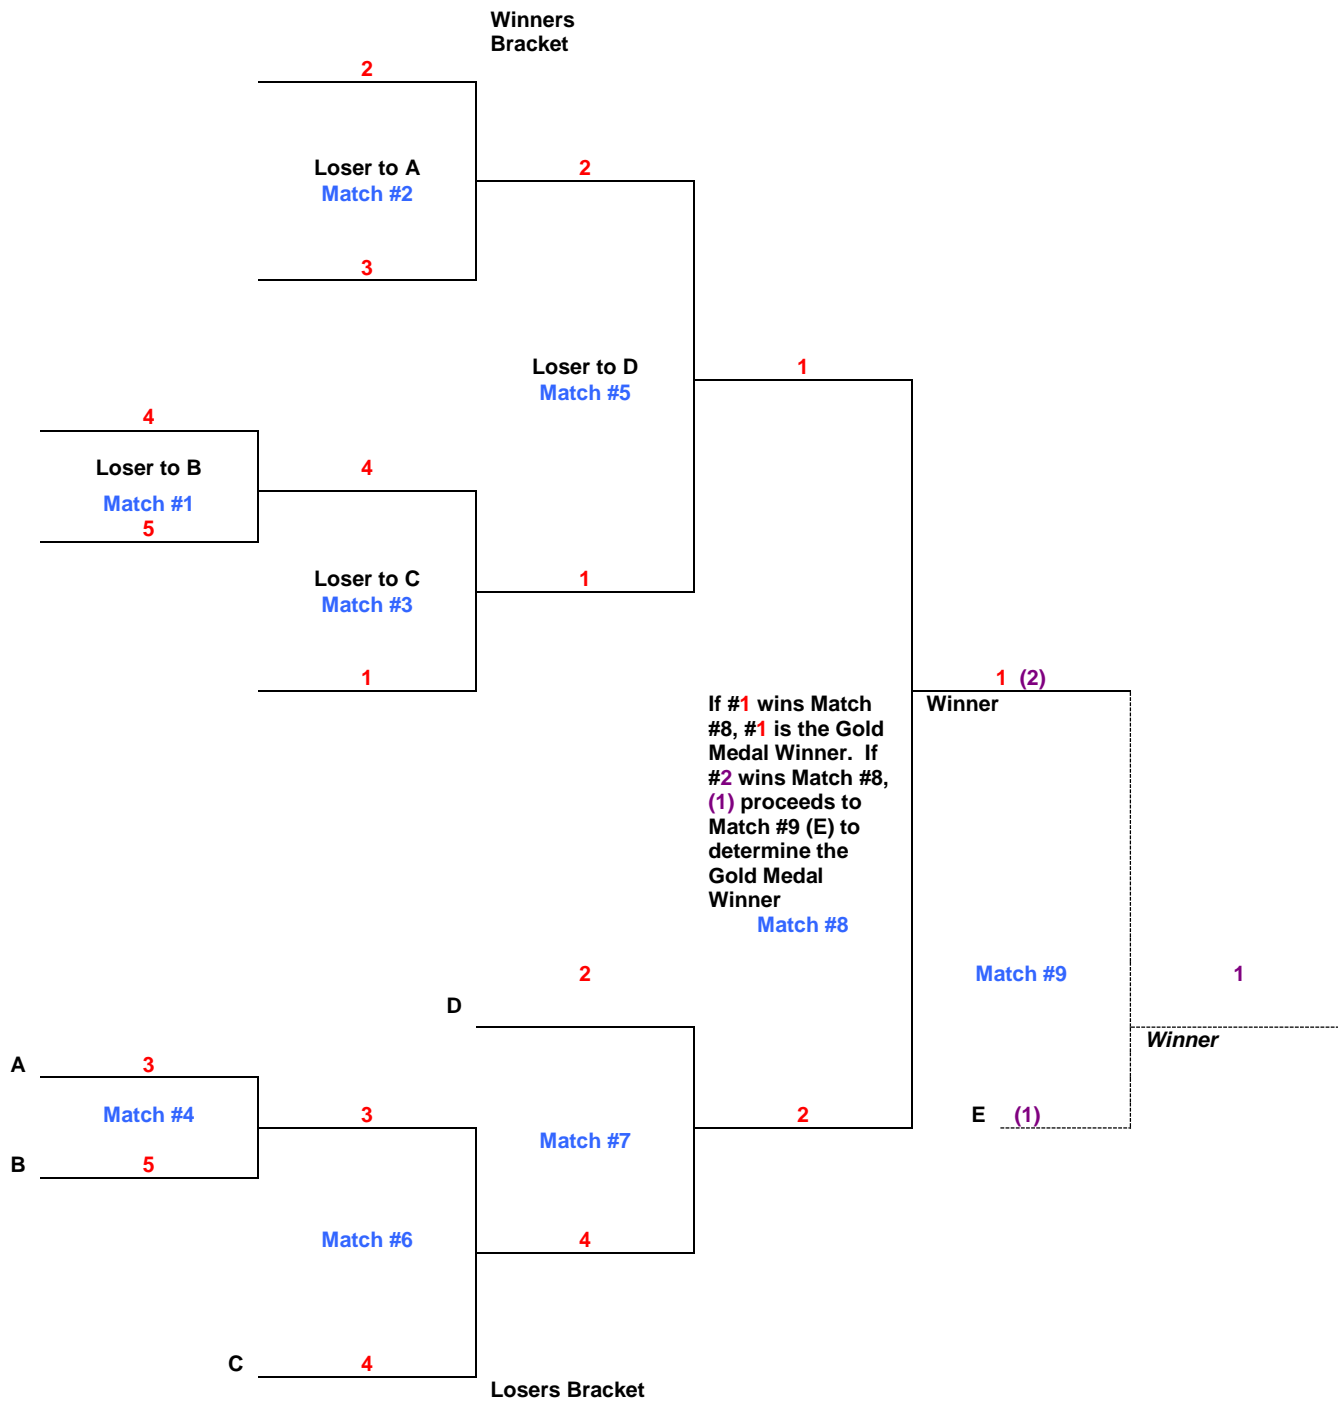 Winners
Bracket
2
Loser to A
Match #2
2
3
Loser to D
Match #5
1
4
Loser to B
Match #1
5
4
Loser to C
Match #3
1
1
1 (2)
Winner
If #1 wins Match
#8, #1 is the Gold
Medal Winner. If
#2 wins Match #8,
(1) proceeds to
Match #9 (E) to
determine the
Gold Medal
Winner
Match #8
Match #9
1
Winner
2
D
A
3
Match #4
B
5
3
Match #7
2
E (1)
Match #6
4
C
4
Losers Bracket